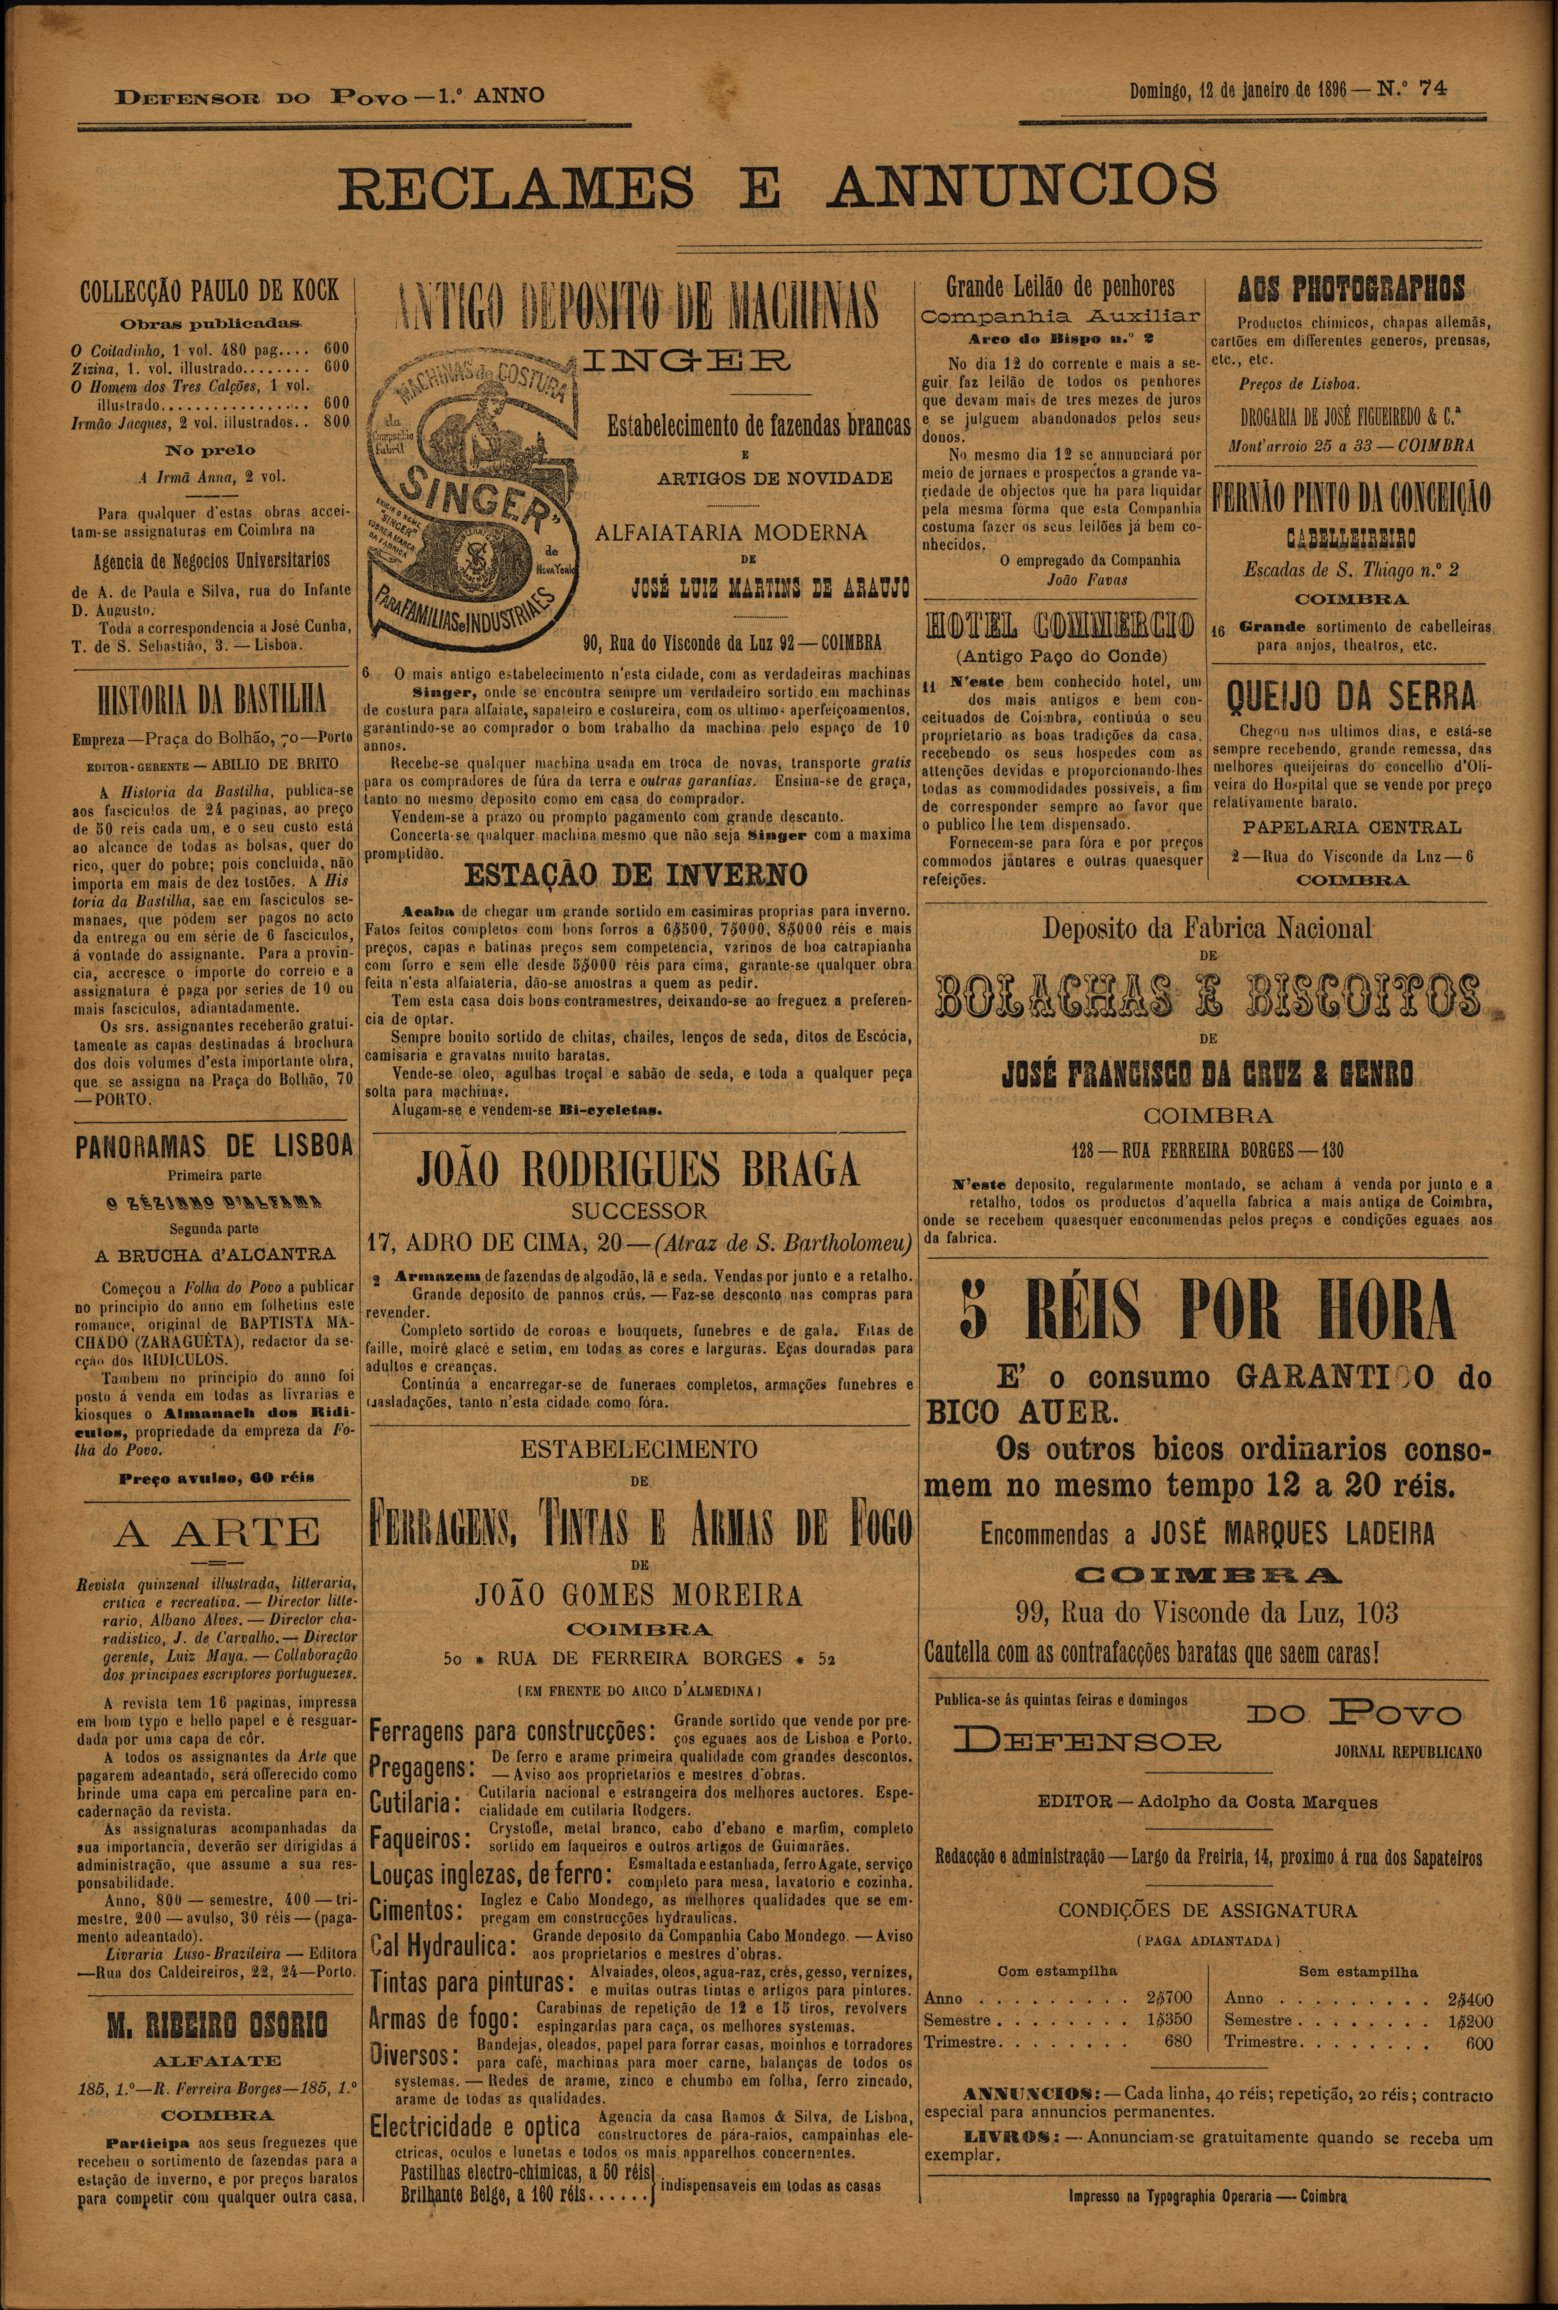 DEFENSOR DO POVO — 1.º ANNO
Domingo, 12 de janeiro de 1896 — N.º 74
RECLAMES E ANNUNCIOS
COLLECÇÃO PAULO DE KOCK
Obras publicadas
O Coitadinho, 1 vol. 480 pag.... 600
Zizina, 1. vol. illustrado........ 600
O Homem dos Tres Calções, 1 vol.
illustrado................ 600
Irmão Jacques, 2 vol. illustrados.. 800
No prelo
A Irmã Anna, 2 vol.
Para qualquer d'estas obras accei-
tam-se assignaturas em Coimbra na
Agencia de Negocios Universitarios
de A. de Paula e Silva, rua do Infante
D. Augusto.
Toda a correspondencia a José Cunha,
T. de S. Sebastião, 3. — Lisboa.
HISTORIA DA BASTILHA
Empreza — Praça do Bolhão, 70 — Porto
EDITOR-GERENTE — ABILIO DE BRITO
A Historia da Bastilha, publica-se
aos fasciculos de 24 paginas, ao preço
de 50 reis cada um, e o seu custo está
ao alcance de todas as bolsas, quer do
rico, quer do pobre; pois concluida, não
importa em mais de dez tostões. A His
toria da Bastilha, sae em fasciculos se-
manaes, que pódem ser pagos no acto
da entrega ou em série de 6 fasciculos,
á vontade do assignante. Para a provin-
cia, accresce o importe do correio e a
assignatura é paga por series de 10 ou
mais fasciculos, adiantadamente.
Os srs. assignantes receberão gratui-
tamente as capas destinadas á brochura
dos dois volumes d'esta importante obra,
que se assigna na Praça do Bolhão, 70
— PORTO.
PANORAMAS DE LISBOA
Primeira parte
O ZÉZINHO D'ALFAMA
Segunda parte
A BRUCHA d'ALCANTRA
Começou a Folha do Povo a publicar
no principio do anno em folhetins este
romance, original de BAPTISTA MA-
CHADO (ZARAGUÊTA), redactor da se-
cção dos RIDICULOS.
Tambem no principio do anno foi
posto á venda em todas as livrarias e
kiosques o Almanach dos Ridi-
culos, propriedade da empreza da Fo-
lha do Povo.
Preço avulso, 60 réis
A ARTE
Revista quinzenal illustrada, litteraria,
critica e recreativa. — Director litte-
rario, Albano Alves. — Director cha-
radistico, J. de Carvalho. — Director
gerente, Luiz Maya. — Collaboração
dos principaes escriptores portuguezes.
A revista tem 16 paginas, impressa
em bom typo e bello papel e é resguar-
dada por uma capa de côr.
A todos os assignantes da Arte que
pagarem adeantado, será offerecido como
brinde uma capa em percaline para en-
cadernação da revista.
As assignaturas acompanhadas da
sua importancia, deverão ser dirigidas á
administração, que assume a sua res-
ponsabilidade.
Anno, 800 — semestre, 400 — tri-
mestre, 200 — avulso, 30 réis — (paga-
mento adeantado).
Livraria Luso-Brazileira — Editora
—Rua dos Caldeireiros, 22, 24—Porto.
M. RIBEIRO OSORIO
ALFAIATE
185, 1.º—R. Ferreira Borges—185, 1.º
COIMBRA
Participa aos seus freguezes que
recebeu o sortimento de fazendas para a
estação de inverno, e por preços baratos
para competir com qualquer outra casa.
ANTIGO DEPOSITO DE MACHINAS
INGER
MACHINAS de COSTURA
da
Companhia
Fabril
SINGER"
EXIGIR O NOME
"SINGER"
SOBRE A MARCA
DA FABRICA
de
Nova York
PARA FAMILIAS e INDUSTRIAES
Estabelecimento de fazendas brancas
E
ARTIGOS DE NOVIDADE
ALFAIATARIA MODERNA
DE
JOSÉ LUIZ MARTINS DE ARAUJO
90, Rua do Visconde da Luz 92 — COIMBRA
6 O mais antigo estabelecimento n'esta cidade, com as verdadeiras machinas
Singer, onde se encontra sempre um verdadeiro sortido em machinas
de costura para alfaiate, sapateiro e costureira, com os ultimos aperfeiçoamentos,
garantindo-se ao comprador o bom trabalho da machina pelo espaço de 10
annos.
Recebe-se qualquer machina usada em troca de novas, transporte gratis
para os compradores de fúra da terra e outras garantias. Ensina-se de graça,
tanto no mesmo deposito como em casa do comprador.
Vendem-se a prazo ou prompto pagamento com grande descanto.
Concerta-se qualquer machina mesmo que não seja Singer com a maxima
promptidão.
ESTAÇÃO DE INVERNO
Acaba de chegar um grande sortido em casimiras proprias para inverno.
Fatos feitos completos com bons forros a 6$500, 7$000, 8$000 réis e mais
preços, capas e batinas preços sem competencia, varinos de boa catrapianha
com forro e sem elle desde 5$000 réis para cima, garante-se qualquer obra
feita n'esta alfaiateria, dão-se amostras a quem as pedir.
Tem esta casa dois bons contramestres, deixando-se ao freguez a preferen-
cia de optar.
Sempre bonito sortido de chitas, chailes, lenços de seda, ditos de Escócia,
camisaria e gravatas muito baratas.
Vende-se oleo, agulhas troçal e sabão de seda, e toda a qualquer peça
solta para machinas.
Alugam-se e vendem-se Bi-cycletas.
JOÃO RODRIGUES BRAGA
SUCCESSOR
17, ADRO DE CIMA, 20 — (Atraz de S. Bartholomeu)
2 Armazem de fazendas de algodão, lã e seda. Vendas por junto e a retalho.
Grande deposito de pannos crús. — Faz-se desconto nas compras para
revender.
Completo sortido de coroas e bouquets, funebres e de gala. Fitas de
faille, moiré glacé e setim, em todas as cores e larguras. Eças douradas para
adultos e creanças.
Continúa a encarregar-se de funeraes completos, armações funebres e
trasladações, tanto n'esta cidade como fóra.
ESTABELECIMENTO
DE
FERRAGENS, TINTAS E ARMAS DE FOGO
DE
JOÃO GOMES MOREIRA
COIMBRA
50 * RUA DE FERREIRA BORGES * 52
(EM FRENTE DO ARCO D'ALMEDINA)
Ferragens para construcções: Grande sortido que vende por pre-
ços eguaes aos de Lisboa e Porto.
Pregagens: De ferro e arame primeira qualidade com grandes descontos.
— Aviso aos proprietarios e mestres d'obras.
Cutilaria: Cutilaria nacional e estrangeira dos melhores auctores. Espe-
cialidade em cutilaria Rodgers.
Faqueiros: Crystofle, metal branco, cabo d'ebano e marfim, completo
sortido em faqueiros e outros artigos de Guimarães.
Louças inglezas, de ferro: Esmaltada e estanhada, ferro Agate, serviço
completo para mesa, lavatorio e cozinha.
Cimentos: Inglez e Cabo Mondego, as melhores qualidades que se em-
pregam em construcções hydraulicas.
Cal Hydraulica: Grande deposito da Companhia Cabo Mondego. — Aviso
aos proprietarios e mestres d'obras.
Tintas para pinturas: Alvaiades, oleos, agua-raz, crés, gesso, vernizes,
e muitas outras tintas e artigos para pintores.
Armas de fogo: Carabinas de repetição de 12 e 15 tiros, revolvers
espingardas para caça, os melhores systemas.
Diversos: Bandejas, oleados, papel para forrar casas, moinhos e torradores
para café, machinas para moer carne, balanças de todos os
systemas. — Redes de arame, zinco e chumbo em folha, ferro zincado,
arame de todas as qualidades.
Electricidade e optica Agencia da casa Ramos & Silva, de Lisboa,
constructores de pára-raios, campainhas ele-
ctricas, oculos e lunetas e todos os mais apparelhos concernentes.
Pastilhas electro-chimicas, a 50 réis
Brilhante Belge, a 160 réis......} indispensaveis em todas as casas
Grande Leilão de penhores
Companhia Auxiliar
Arco do Bispo n.º 2
No dia 12 do corrente e mais a se-
guir faz leilão de todos os penhores
que devam mais de tres mezes de juros
e se julguem abandonados pelos seus
donos.
No mesmo dia 12 se annunciará por
meio de jornaes e prospectos a grande va-
riedade de objectos que ha para liquidar
pela mesma fórma que esta Companhia
costuma fazer os seus leilões já bem co-
nhecidos.
O empregado da Companhia
João Favas
HOTEL COMMERCIO
(Antigo Paço do Conde)
11 N'este bem conhecido hotel, um
dos mais antigos e bem con-
ceituados de Coimbra, continúa o seu
proprietario as boas tradições da casa,
recebendo os seus hospedes com as
attenções devidas e proporcionando-lhes
todas as commodidades possiveis, a fim
de corresponder sempre ao favor que
o publico lhe tem dispensado.
Fornecem-se para fóra e por preços
commodos jantares e outras quaesquer
refeições.
AOS PHOTOGRAPHOS
Productos chimicos, chapas allemãs,
cartões em differentes generos, prensas,
etc., etc.
Preços de Lisboa.
DROGARIA DE JOSÉ FIGUEIREDO & C.ª
Mont'arroio 25 a 33 — COIMBRA
FERNÃO PINTO DA CONCEIÇÃO
CABELLEIREIRO
Escadas de S. Thiago n.º 2
COIMBRA
16 Grande sortimento de cabelleiras
para anjos, theatros, etc.
QUEIJO DA SERRA
Chegou nos ultimos dias, e está-se
sempre recebendo, grande remessa, das
melhores queijeiras do concelho d'Oli-
veira do Hospital que se vende por preço
relativamente barato.
PAPELARIA CENTRAL
2 — Rua do Visconde da Luz — 6
COIMBRA
Deposito da Fabrica Nacional
DE
BOLACHAS E BISCOITOS
DE
JOSÉ FRANCISCO DA CRUZ & GENRO
COIMBRA
128 — RUA FERREIRA BORGES — 130
N'este deposito, regularmente montado, se acham á venda por junto e a
retalho, todos os productos d'aquella fabrica a mais antiga de Coimbra,
onde se recebem quaesquer encommendas pelos preços e condições eguaes aos
da fabrica.
5 RÉIS POR HORA
E' o consumo GARANTIDO do
BICO AUER.
Os outros bicos ordinarios conso-
mem no mesmo tempo 12 a 20 réis.
Encommendas a JOSÉ MARQUES LADEIRA
COIMBRA
99, Rua do Visconde da Luz, 103
Cautella com as contrafacções baratas que saem caras!
Publica-se ás quintas feiras e domingos
DEFENSOR DO POVO
JORNAL REPUBLICANO
EDITOR — Adolpho da Costa Marques
Redacção e administração — Largo da Freiria, 14, proximo á rua dos Sapateiros
CONDIÇÕES DE ASSIGNATURA
(PAGA ADIANTADA)
Com estampilha
Anno . . . . . . . . . 2$700
Semestre . . . . . . . . 1$350
Trimestre. . . . . . . . 680
Sem estampilha
Anno . . . . . . . . . 2$400
Semestre . . . . . . . . 1$200
Trimestre. . . . . . . . 600
ANNUNCIOS: — Cada linha, 40 réis; repetição, 20 réis; contracto
especial para annuncios permanentes.
LIVROS: — Annunciam-se gratuitamente quando se receba um
exemplar.
Impresso na Typographia Operaria — Coimbra